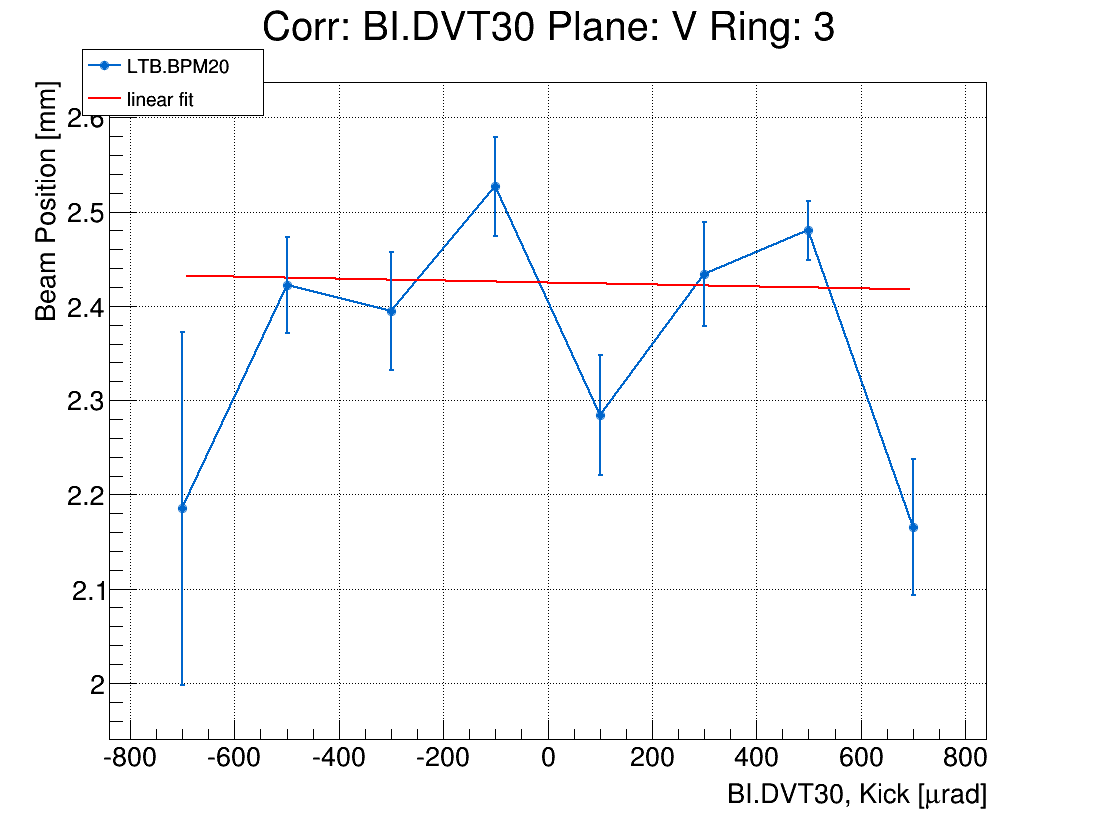 Corr: BI.DVT30 Plane: V Ring: 3
LTB.BPM20
linear fit
Beam Position [mm]
2.6
2.5
2.4
2.3
2.2
2.1
2
-800 -600 -400 -200 0 200 400 600 800
BI.DVT30, Kick [μrad]